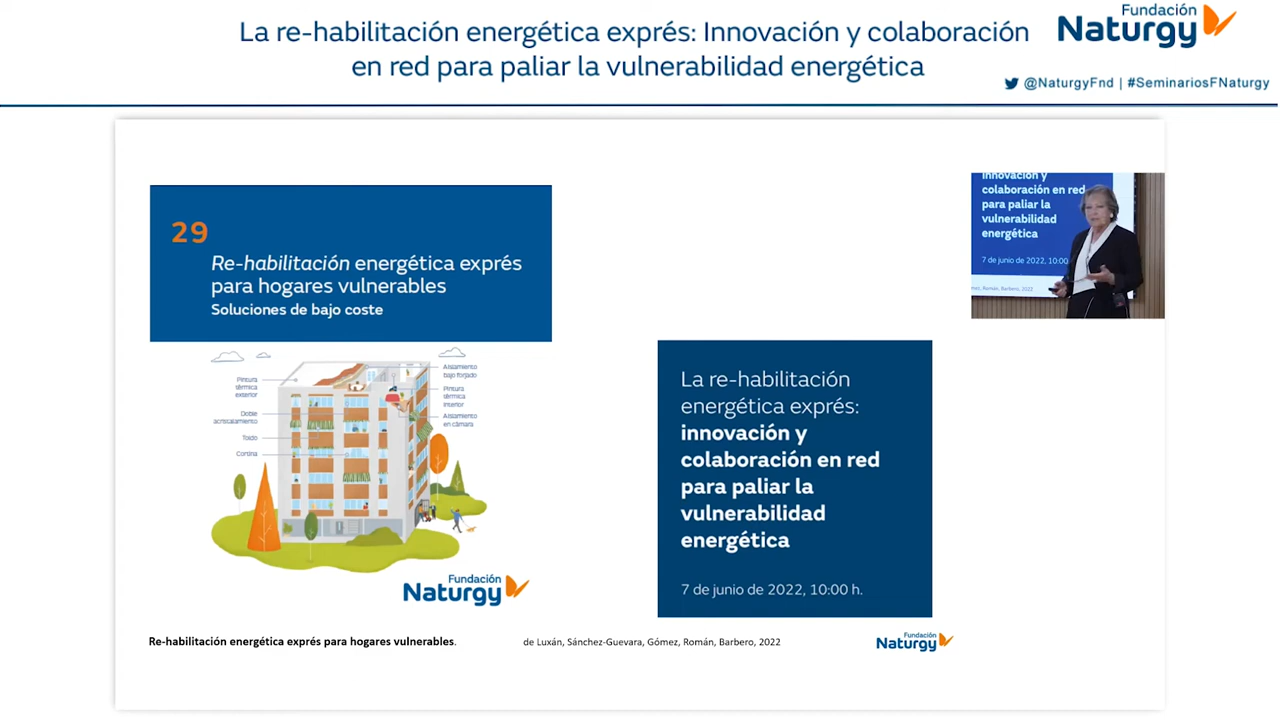 La re-habilitación energética exprés: Innovación y colaboración
en red para paliar la vulnerabilidad energética
Fundación
Naturgy
@NaturgyFnd | #SeminariosFNaturgy
29
Re-habilitación energética exprés
para hogares vulnerables
Soluciones de bajo coste
Pintura
térmica
exterior
Doble
acristalamiento
Toldo
Cortina
Aislamiento
bajo forjado
Pintura
térmica
interior
Aislamiento
en cámara
Fundación
Naturgy
La re-habilitación
energética exprés:
innovación y
colaboración en red
para paliar la
vulnerabilidad
energética
7 de junio de 2022, 10:00 h.
innovación y
colaboración en red
para paliar la
vulnerabilidad
energética
7 de junio de 2022, 10:00
Román, Barbero, 2022
Re-habilitación energética exprés para hogares vulnerables.
de Luxán, Sánchez-Guevara, Gómez, Román, Barbero, 2022
Fundación
Naturgy